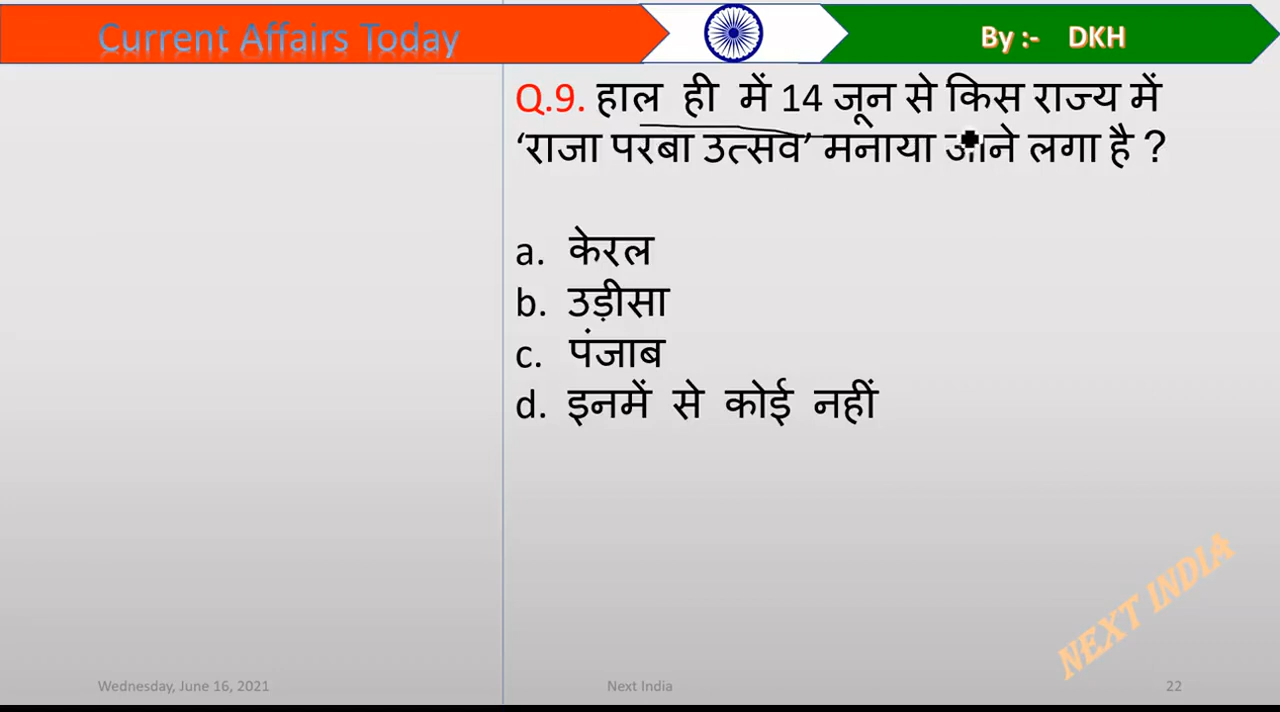 Current Affairs Today
By :- DKH
Q.9. हाल ही में 14 जून से किस राज्य में
‘राजा परबा उत्सव’ मनाया जाने लगा है ?
a. केरल
b. उड़ीसा
c. पंजाब
d. इनमें से कोई नहीं
NEXT INDIA
Wednesday, June 16, 2021
Next India
22